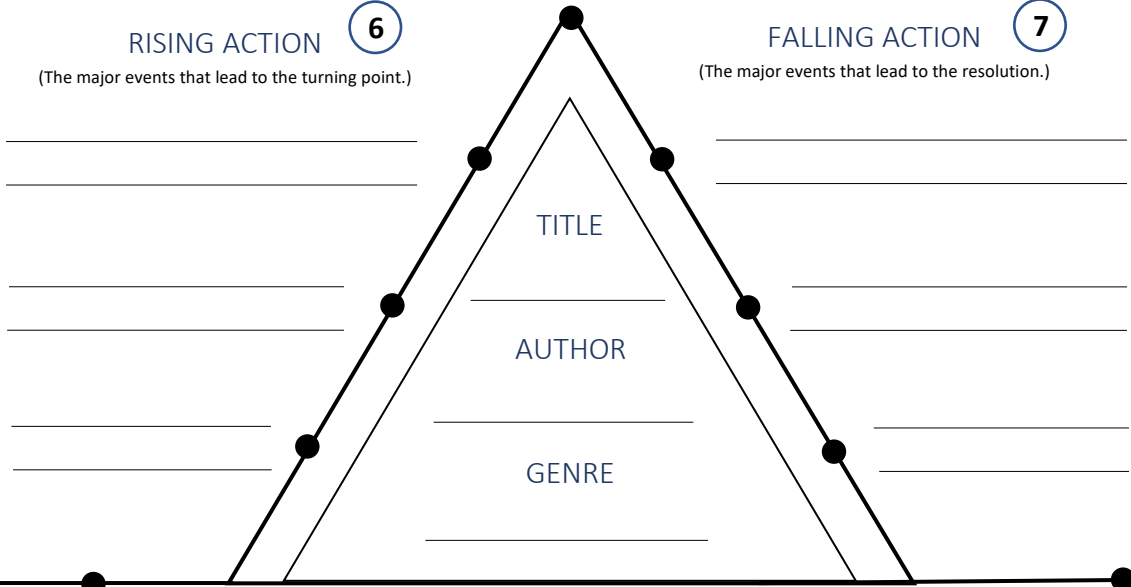 RISING ACTION
6
(The major events that lead to the turning point.)
FALLING ACTION
7
(The major events that lead to the resolution.)
TITLE
AUTHOR
GENRE